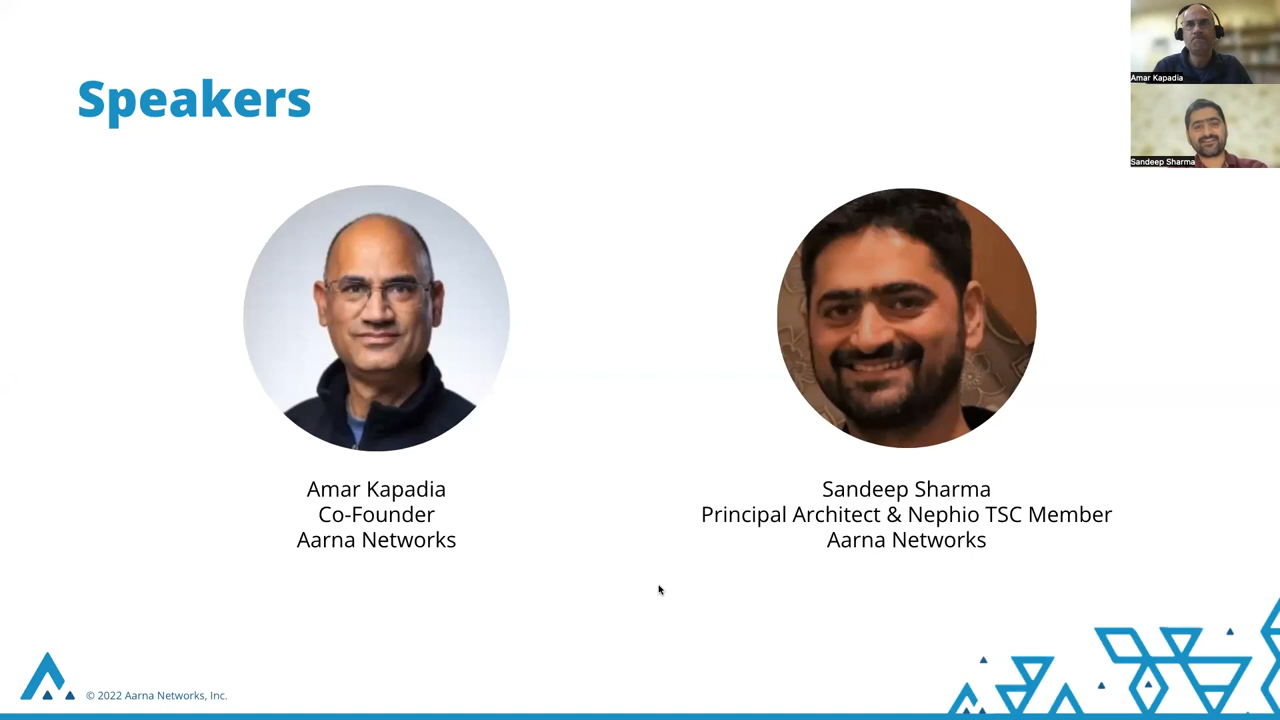 Speakers
Amar Kapadia
Sandeep Sharma
Amar Kapadia
Co-Founder
Aarna Networks
Sandeep Sharma
Principal Architect & Nephio TSC Member
Aarna Networks
© 2022 Aarna Networks, Inc.